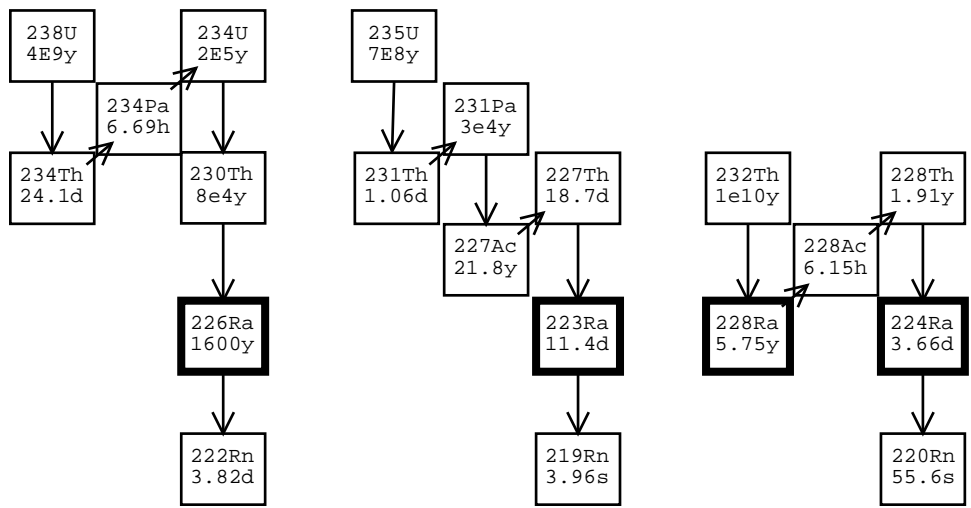 238U
4E9y
234U
2E5y
234Pa
6.69h
234Th
24.1d
230Th
8e4y
226Ra
1600y
222Rn
3.82d
235U
7E8y
231Pa
3e4y
231Th
1.06d
227Th
18.7d
227Ac
21.8y
223Ra
11.4d
219Rn
3.96s
232Th
1e10y
228Th
1.91y
228Ac
6.15h
228Ra
5.75y
224Ra
3.66d
220Rn
55.6s